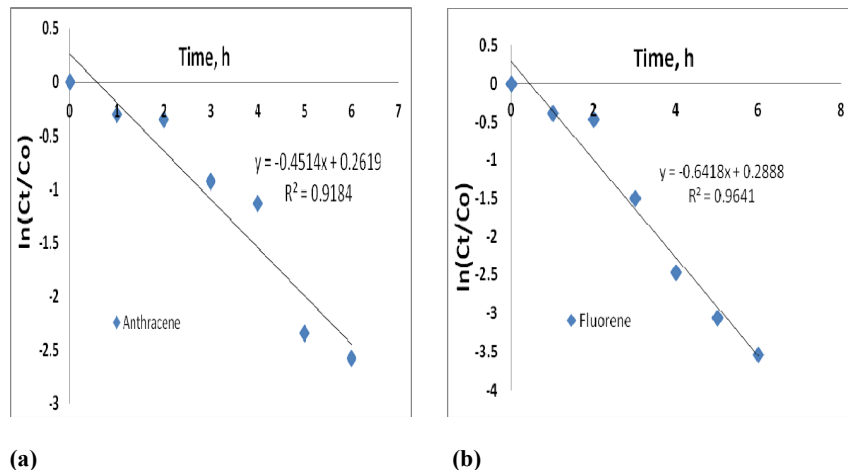 0.5
Time, h
0
0 1 2 3 4 5 6 7
-0.5
y = -0.4514x + 0.2619
R² = 0.9184
-1
-1.5
-2
-2.5
-3
ln(Ct/Co)
Anthracene
(a)
0.5
Time, h
0
0 2 4 6 8
-0.5
-1
y = -0.6418x + 0.2888
R² = 0.9641
-1.5
-2
-2.5
-3
-3.5
-4
ln(Ct/Co)
Fluorene
(b)